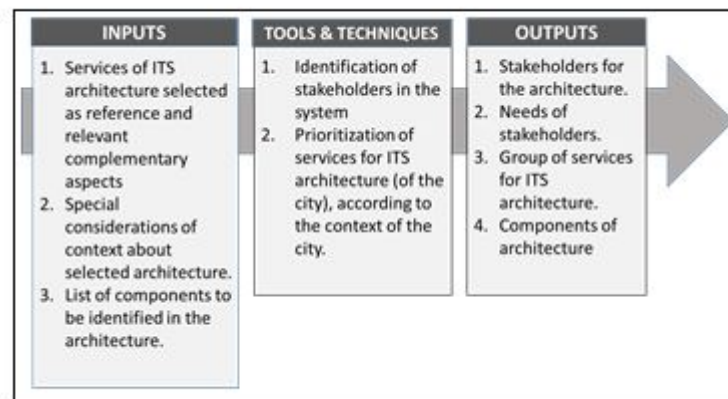 INPUTS
1. Services of ITS
architecture selected
as reference and
relevant
complementary
aspects
2. Special
considerations of
context about
selected architecture.
3. List of components to
be identified in the
architecture.
TOOLS & TECHNIQUES
1. Identification of
stakeholders in the
system
2. Prioritization of
services for ITS
architecture (of the
city), according to
the context of the
city.
OUTPUTS
1. Stakeholders for
the architecture.
2. Needs of
stakeholders.
3. Group of services
for ITS
architecture.
4. Components of
architecture